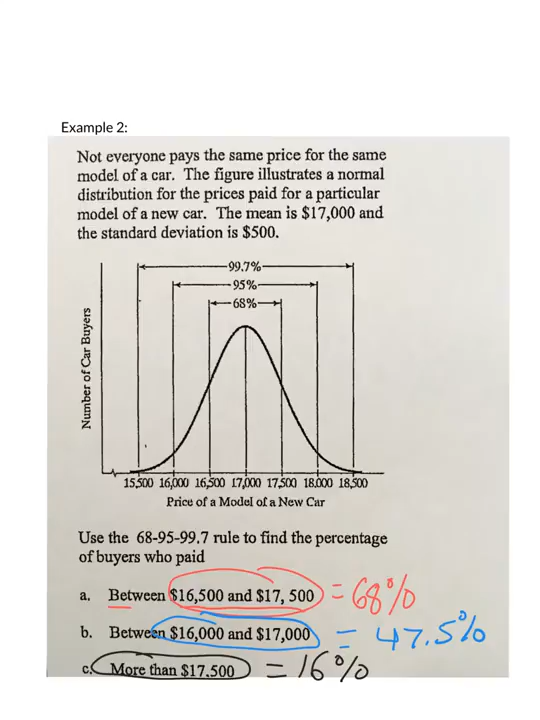 Example 2:
Not everyone pays the same price for the same
model of a car. The figure illustrates a normal
distribution for the prices paid for a particular
model of a new car. The mean is $17,000 and
the standard deviation is $500.
99.7%
95%
68%
Number of Car Buyers
15,500 16,000 16,500 17,000 17,500 18,000 18,500
Price of a Model of a New Car
Use the 68-95-99.7 rule to find the percentage
of buyers who paid
a. Between $16,500 and $17, 500 = 68%
b. Between $16,000 and $17,000 = 47.5%
c. More than $17,500 = 16%